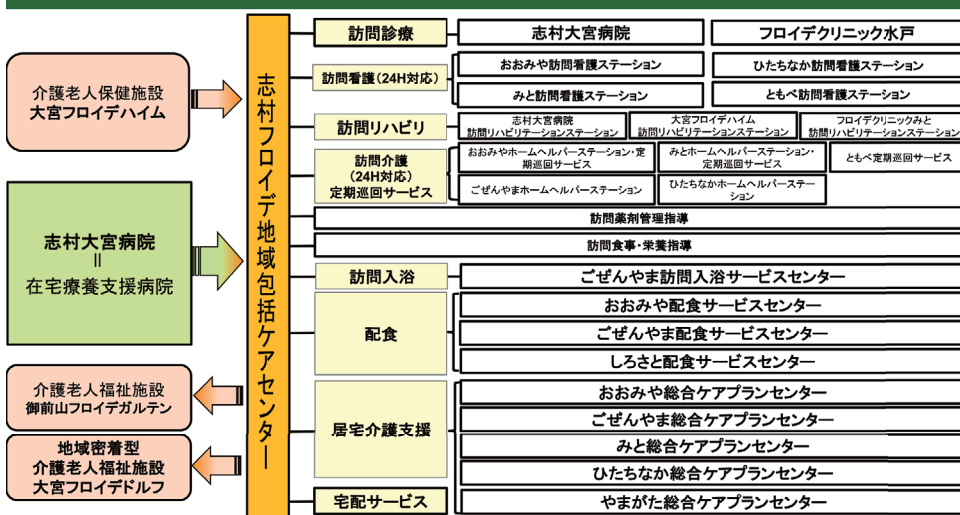 介護老人保健施設
大宮フロイデハイム
志村大宮病院
=
在宅療養支援病院
介護老人福祉施設
御前山フロイデガルテン
地域密着型
介護老人福祉施設
大宮フロイデドルフ
志村フロイデ地域包括ケアセンター
訪問診療
志村大宮病院
フロイデクリニック水戸
訪問看護(24H対応)
おおみや訪問看護ステーション
ひたちなか訪問看護ステーション
みと訪問看護ステーション
ともべ訪問看護ステーション
訪問リハビリ
志村大宮病院
訪問リハビリテーションステーション
大宮フロイデハイム
訪問リハビリテーションステーション
フロイデクリニックみと
訪問リハビリテーションステーション
訪問介護
(24H対応)
定期巡回サービス
おおみやホームヘルパーステーション・定
期巡回サービス
みとホームヘルパーステーション・
定期巡回サービス
ともべ定期巡回サービス
ごぜんやまホームヘルパーステーション
ひたちなかホームヘルパーステー
ション
訪問薬剤管理指導
訪問食事・栄養指導
訪問入浴
ごぜんやま訪問入浴サービスセンター
配食
おおみや配食サービスセンター
ごぜんやま配食サービスセンター
しろさと配食サービスセンター
居宅介護支援
おおみや総合ケアプランセンター
ごぜんやま総合ケアプランセンター
みと総合ケアプランセンター
ひたちなか総合ケアプランセンター
宅配サービス
やまがた総合ケアプランセンター